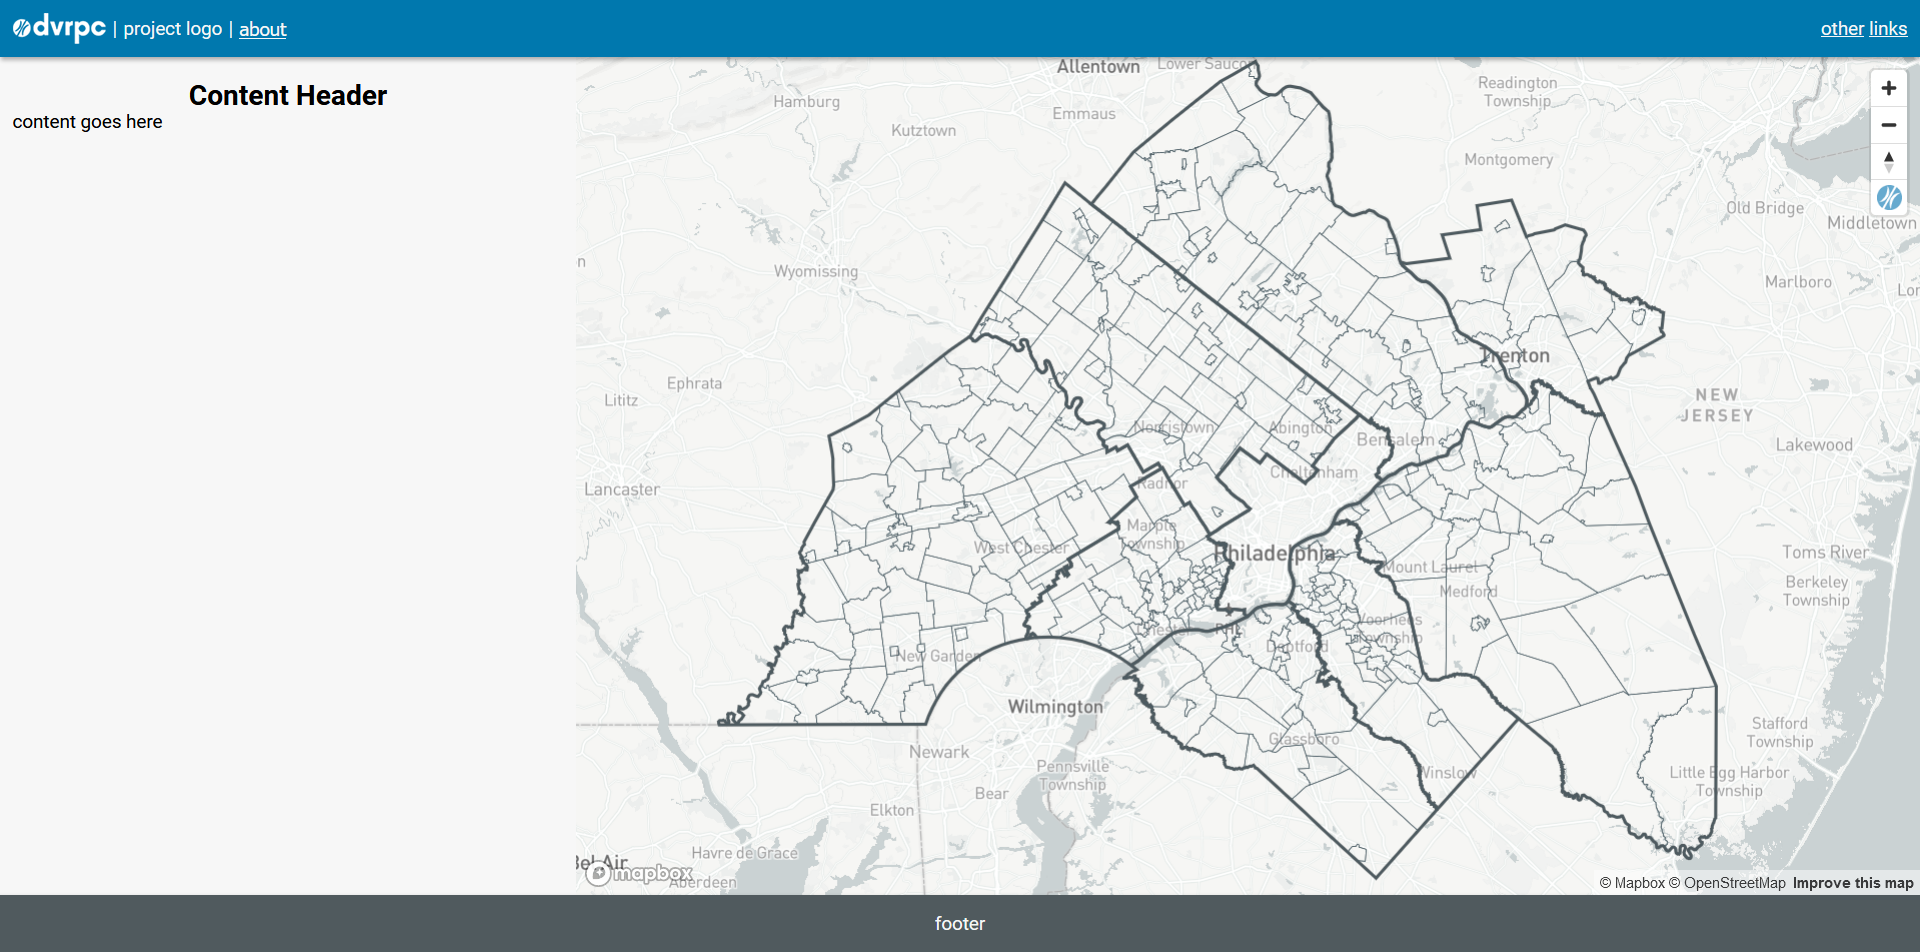 dvrpc | project logo | about
other links
Content Header
content goes here
Allentown
Lower Saucon
Readington
Township
Hamburg
Emmaus
Kutztown
Montgomery
Old Bridge
Middletown
Wyomissing
Marlboro
Trenton
Ephrata
NEW
JERSEY
Lititz
Norristown
Abington
Bensalem
Lakewood
Cheltenham
Radnor
Lancaster
Marple
Township
West Chester
Philadelphia
Toms River
Mount Laurel
Berkeley
Township
Medford
Voorhees
Township
Chester
PHL
Deptford
New Garden
Wilmington
Stafford
Township
Glassboro
Newark
Pennsville
Township
Winslow
Little Egg Harbor
Township
Bear
Elkton
Havre de Grace
Bel Air
mapbox
Aberdeen
© Mapbox © OpenStreetMap Improve this map
footer